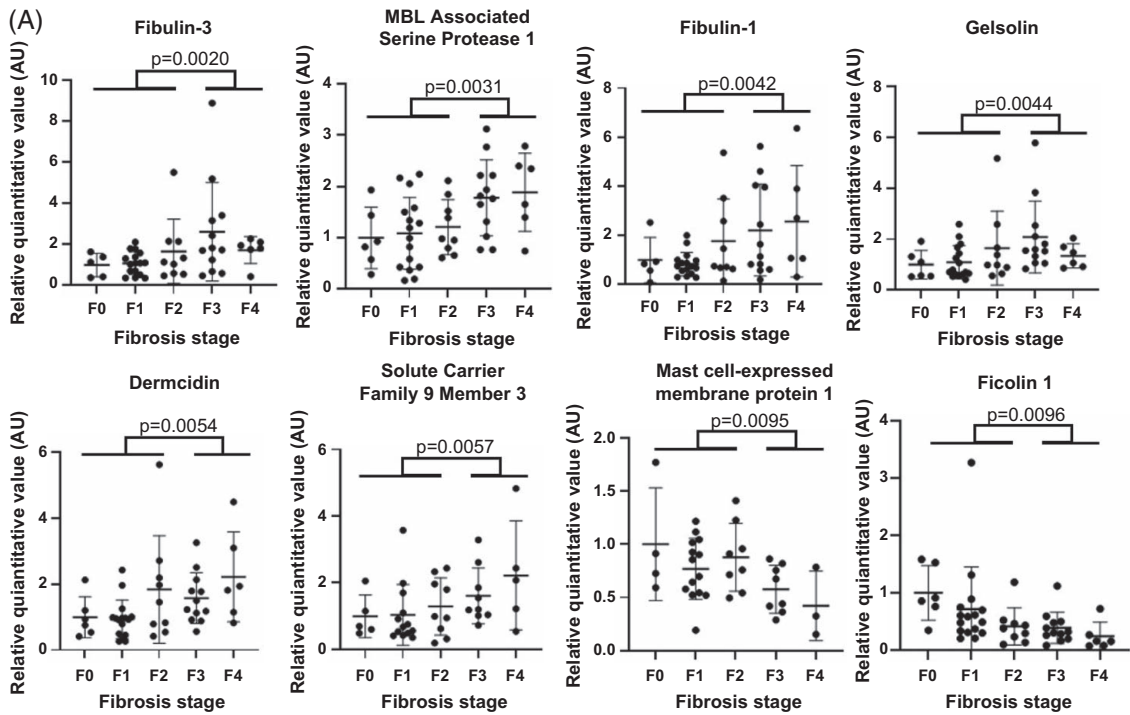 (A)
Fibulin-3
p=0.0020
Relative quiantitative value (AU)
10
8
6
4
2
0
F0 F1 F2 F3 F4
Fibrosis stage
MBL Associated
Serine Protease 1
p=0.0031
Relative quiantitative value (AU)
4
3
2
1
0
F0 F1 F2 F3 F4
Fibrosis stage
Fibulin-1
p=0.0042
Relative quiantitative value (AU)
8
6
4
2
0
F0 F1 F2 F3 F4
Fibrosis stage
Gelsolin
p=0.0044
Relative quiantitative value (AU)
8
6
4
2
0
F0 F1 F2 F3 F4
Fibrosis stage
Dermcidin
p=0.0054
Relative quiantitative value (AU)
6
4
2
0
F0 F1 F2 F3 F4
Fibrosis stage
Solute Carrier
Family 9 Member 3
p=0.0057
Relative quiantitative value (AU)
6
4
2
0
F0 F1 F2 F3 F4
Fibrosis stage
Mast cell-expressed
membrane protein 1
p=0.0095
Relative quiantitative value (AU)
2.0
1.5
1.0
0.5
0.0
F0 F1 F2 F3 F4
Fibrosis stage
Ficolin 1
p=0.0096
Relative quiantitative value (AU)
4
3
2
1
0
F0 F1 F2 F3 F4
Fibrosis stage